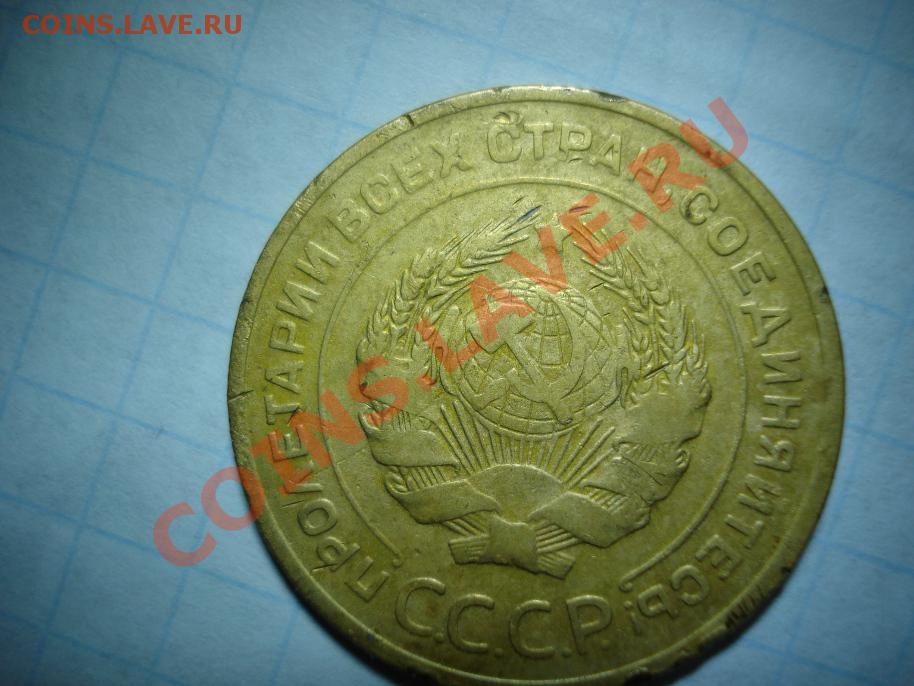 COINS.LAVE.RU
ПРОЛЕТАРИИ ВСЕХ СТРАН СОЕДИНЯЙТЕСЬ!
С.С.С.Р.
COINS.LAVE.RU